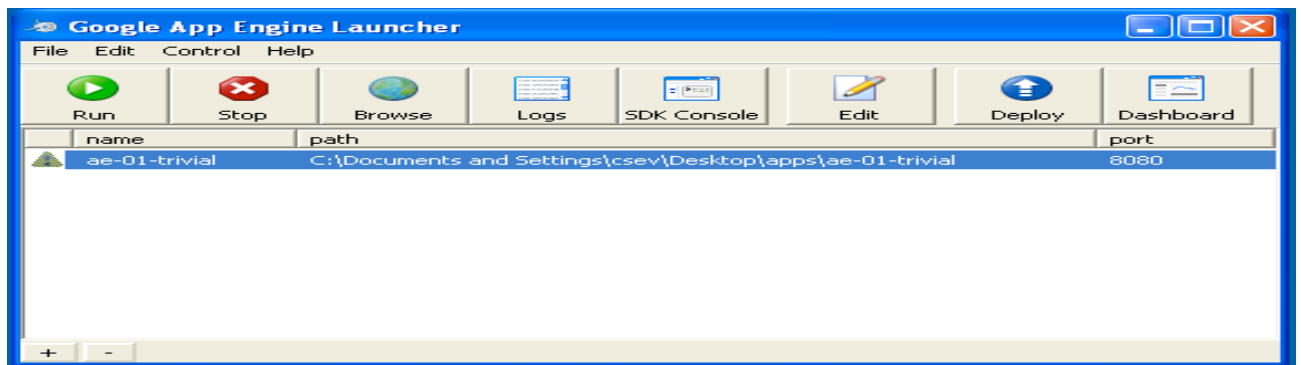 Google App Engine Launcher
File Edit Control Help
Run Stop Browse Logs SDK Console Edit Deploy Dashboard
name path port
ae-01-trivial C:\Documents and Settings\csev\Desktop\apps\ae-01-trivial 8080
+ -